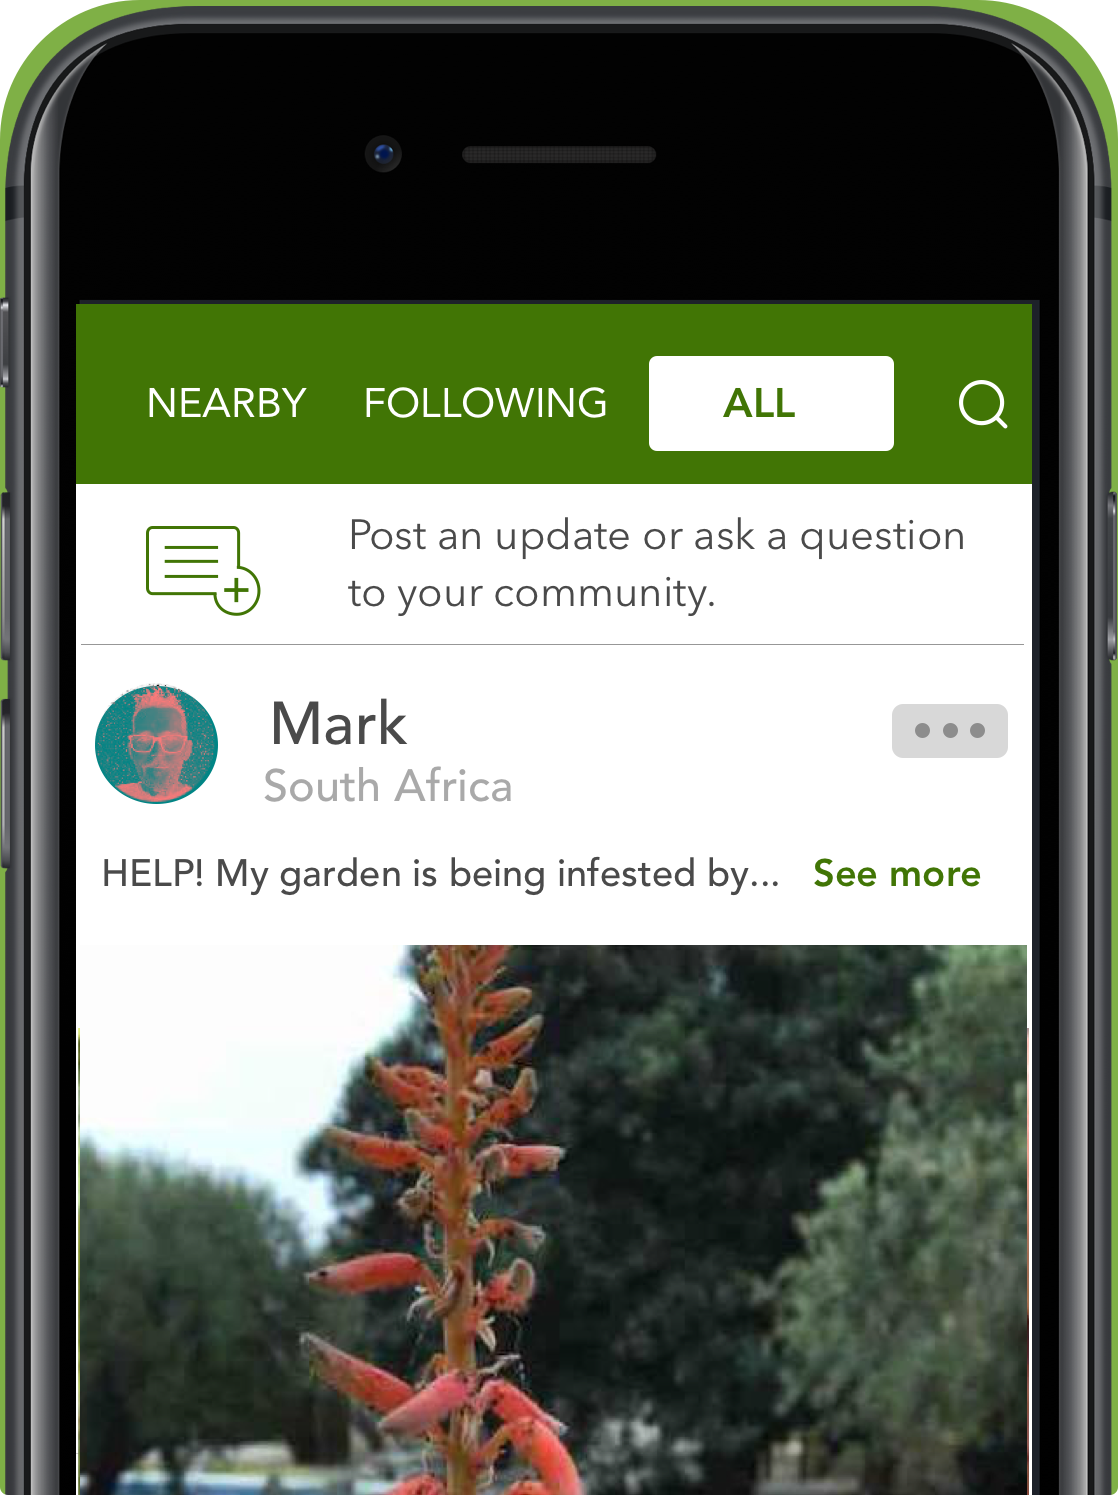 NEARBY FOLLOWING ALL
Post an update or ask a question
to your community.
Mark
South Africa
HELP! My garden is being infested by... See more